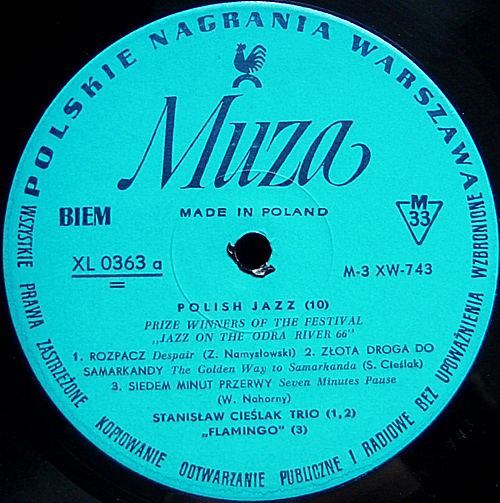 POLSKIE NAGRANIA WARSZAWA
Muza
MADE IN POLAND
BIEM
M
33
XL 0363 a
M-3 XW-743
POLISH JAZZ (10)
PRIZE WINNERS OF THE FESTIVAL
„JAZZ ON THE ODRA RIVER 66"
1. ROZPACZ Despair (Z. Namysłowski) 2. ZŁOTA DROGA DO
SAMARKANDY The Golden Way to Samarkanda (S. Cieślak)
3. SIEDEM MINUT PRZERWY Seven Minutes Pause
(W. Nahorny)
STANISŁAW CIEŚLAK TRIO (1,2)
„FLAMINGO" (3)
WSZYSTKIE PRAWA ZASTRZEŻONE KOPIOWANIE ODTWARZANIE PUBLICZNE I RADIOWE BEZ UPOWAŻNIENIA WZBRONIONE